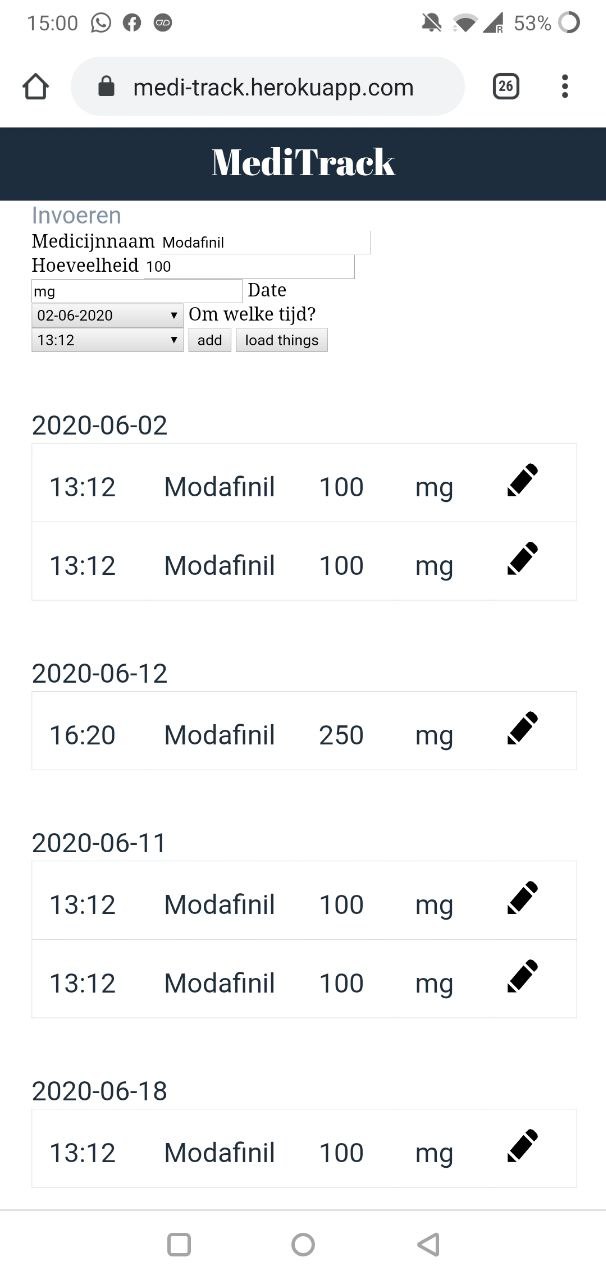 15:00 53%
medi-track.herokuapp.com 26
MediTrack
Invoeren
Medicijnnaam Modafinil
Hoeveelheid 100
mg Date
02-06-2020 Om welke tijd?
13:12 add load things
2020-06-02
13:12 Modafinil 100 mg
13:12 Modafinil 100 mg
2020-06-12
16:20 Modafinil 250 mg
2020-06-11
13:12 Modafinil 100 mg
13:12 Modafinil 100 mg
2020-06-18
13:12 Modafinil 100 mg